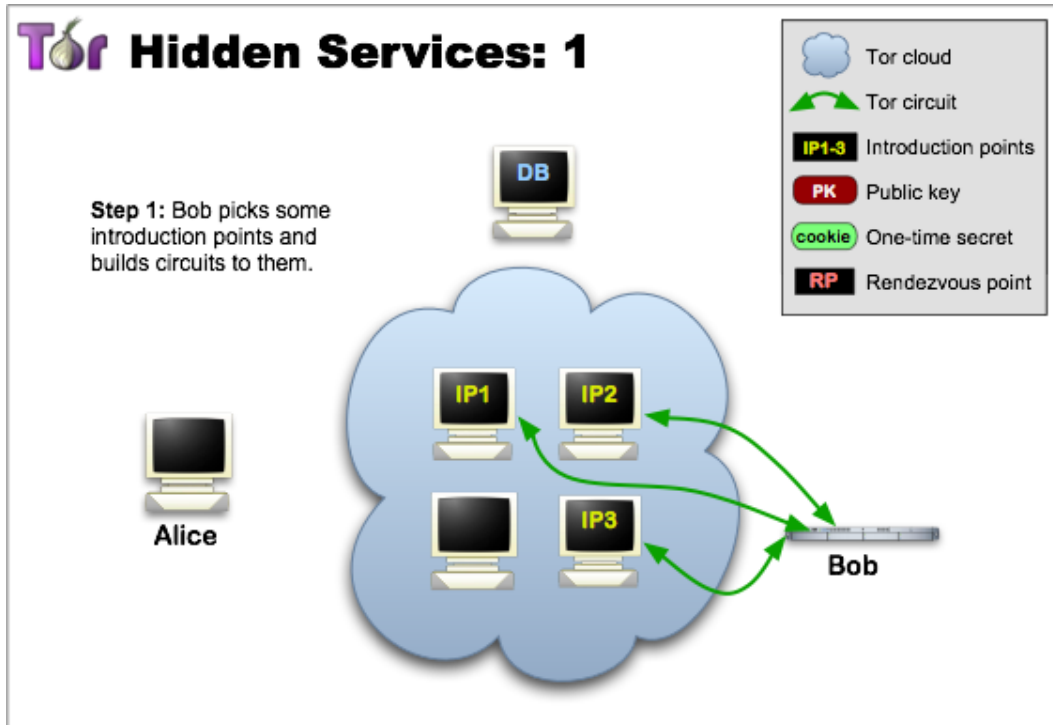 Tor Hidden Services: 1
Tor cloud
Tor circuit
IP1-3 Introduction points
PK Public key
cookie One-time secret
RP Rendezvous point
DB
Step 1: Bob picks some
introduction points and
builds circuits to them.
IP1 IP2
IP3
Alice
Bob